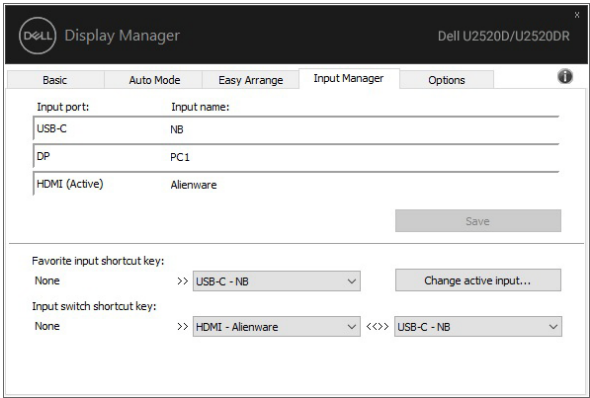 x
DELL Display Manager Dell U2520D/U2520DR
Basic Auto Mode Easy Arrange Input Manager Options i
Input port: Input name:
USB-C NB
DP PC1
HDMI (Active) Alienware
Save
Favorite input shortcut key:
None >> USB-C - NB Change active input...
Input switch shortcut key:
None >> HDMI - Alienware <<>> USB-C - NB